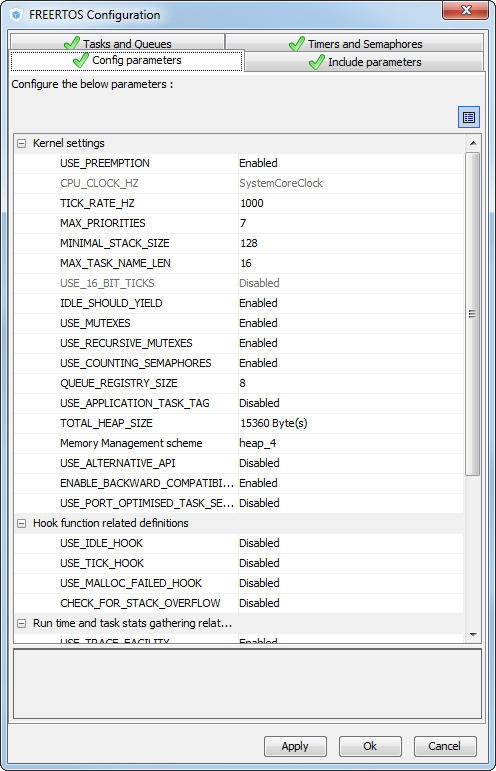 FREERTOS Configuration
Tasks and Queues Timers and Semaphores
Config parameters Include parameters
Configure the below parameters :
Kernel settings
USE_PREEMPTION Enabled
CPU_CLOCK_HZ SystemCoreClock
TICK_RATE_HZ 1000
MAX_PRIORITIES 7
MINIMAL_STACK_SIZE 128
MAX_TASK_NAME_LEN 16
USE_16_BIT_TICKS Disabled
IDLE_SHOULD_YIELD Enabled
USE_MUTEXES Enabled
USE_RECURSIVE_MUTEXES Enabled
USE_COUNTING_SEMAPHORES Enabled
QUEUE_REGISTRY_SIZE 8
USE_APPLICATION_TASK_TAG Disabled
TOTAL_HEAP_SIZE 15360 Byte(s)
Memory Management scheme heap_4
USE_ALTERNATIVE_API Disabled
ENABLE_BACKWARD_COMPATIBI... Enabled
USE_PORT_OPTIMISED_TASK_SE... Disabled
Hook function related definitions
USE_IDLE_HOOK Disabled
USE_TICK_HOOK Disabled
USE_MALLOC_FAILED_HOOK Disabled
CHECK_FOR_STACK_OVERFLOW Disabled
Run time and task stats gathering relat...
USE_TRACE_FACILITY Enabled
Apply Ok Cancel